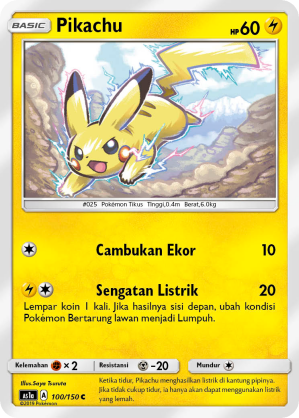 BASIC Pikachu HP60
#025 Pokémon Tikus Tinggi,0.4m Berat,6.0kg
Cambukan Ekor 10
Sengatan Listrik 20
Lempar koin 1 kali. Jika hasilnya sisi depan, ubah kondisi
Pokémon Bertarung lawan menjadi Lumpuh.
Kelemahan ×2 Resistansi -20 Mundur
Illus.Saya Tsuruta
as1a A 100/150 C
©2019 Pokémon
Ketika tidur, Pikachu menghasilkan listrik di kantung pipinya.
Jika tidak cukup tidur, ia hanya akan dapat menggunakan listrik lemah.